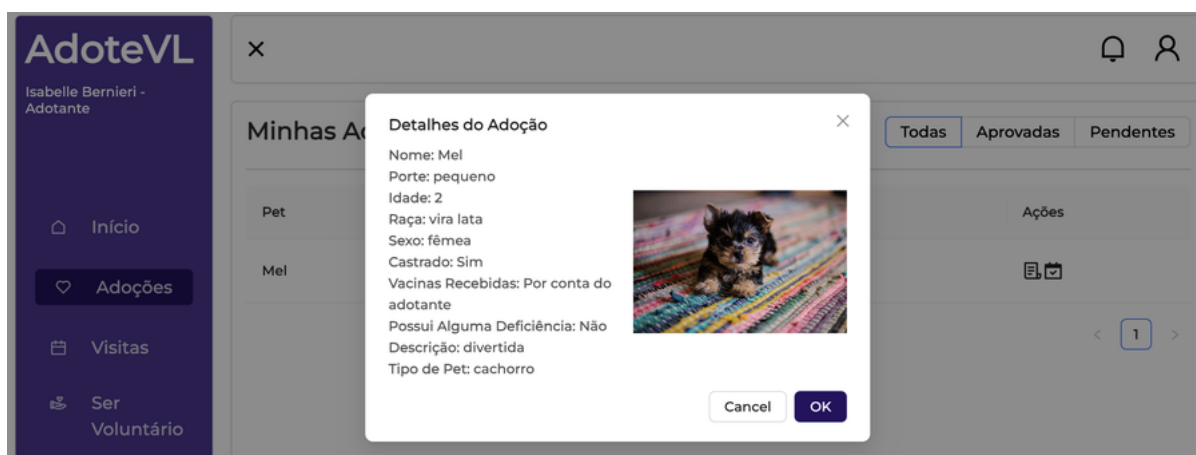 AdoteVL
Isabelle Bernieri -
Adotante
Início
Adoções
Visitas
Ser
Voluntário
Minhas Ad
Todas
Aprovadas
Pendentes
Pet
Ações
Mel
1
Detalhes do Adoção
Nome: Mel
Porte: pequeno
Idade: 2
Raça: vira lata
Sexo: fêmea
Castrado: Sim
Vacinas Recebidas: Por conta do
adotante
Possui Alguma Deficiência: Não
Descrição: divertida
Tipo de Pet: cachorro
Cancel
OK